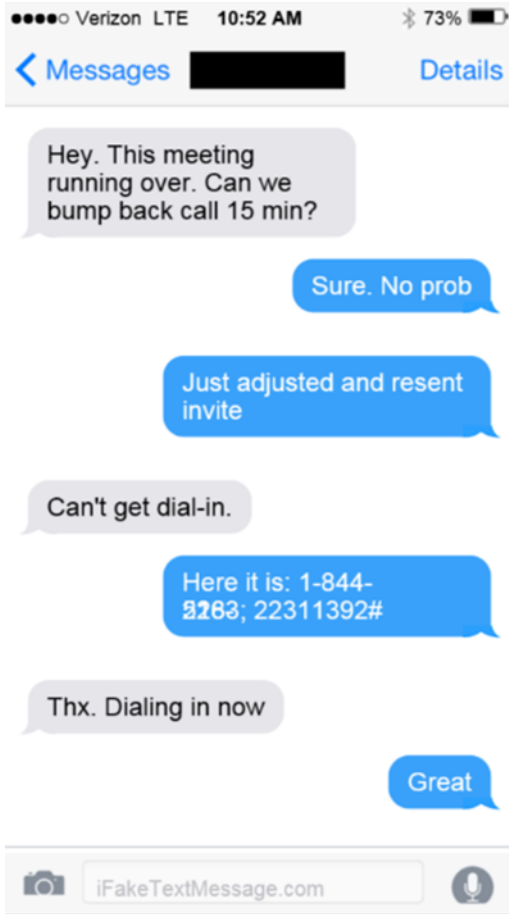 Verizon LTE 10:52 AM 73%
Messages Details
Hey. This meeting
running over. Can we
bump back call 15 min?
Sure. No prob
Just adjusted and resent
invite
Can't get dial-in.
Here it is: 1-844-
22311392#
Thx. Dialing in now
Great
iFakeTextMessage.com